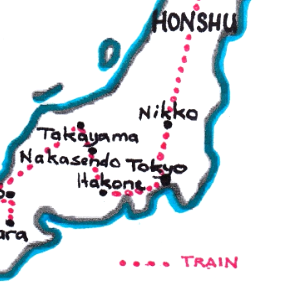 HONSHU
Nikko
Takayama
Nakasendo
Tokyo
Hakone
TRAIN